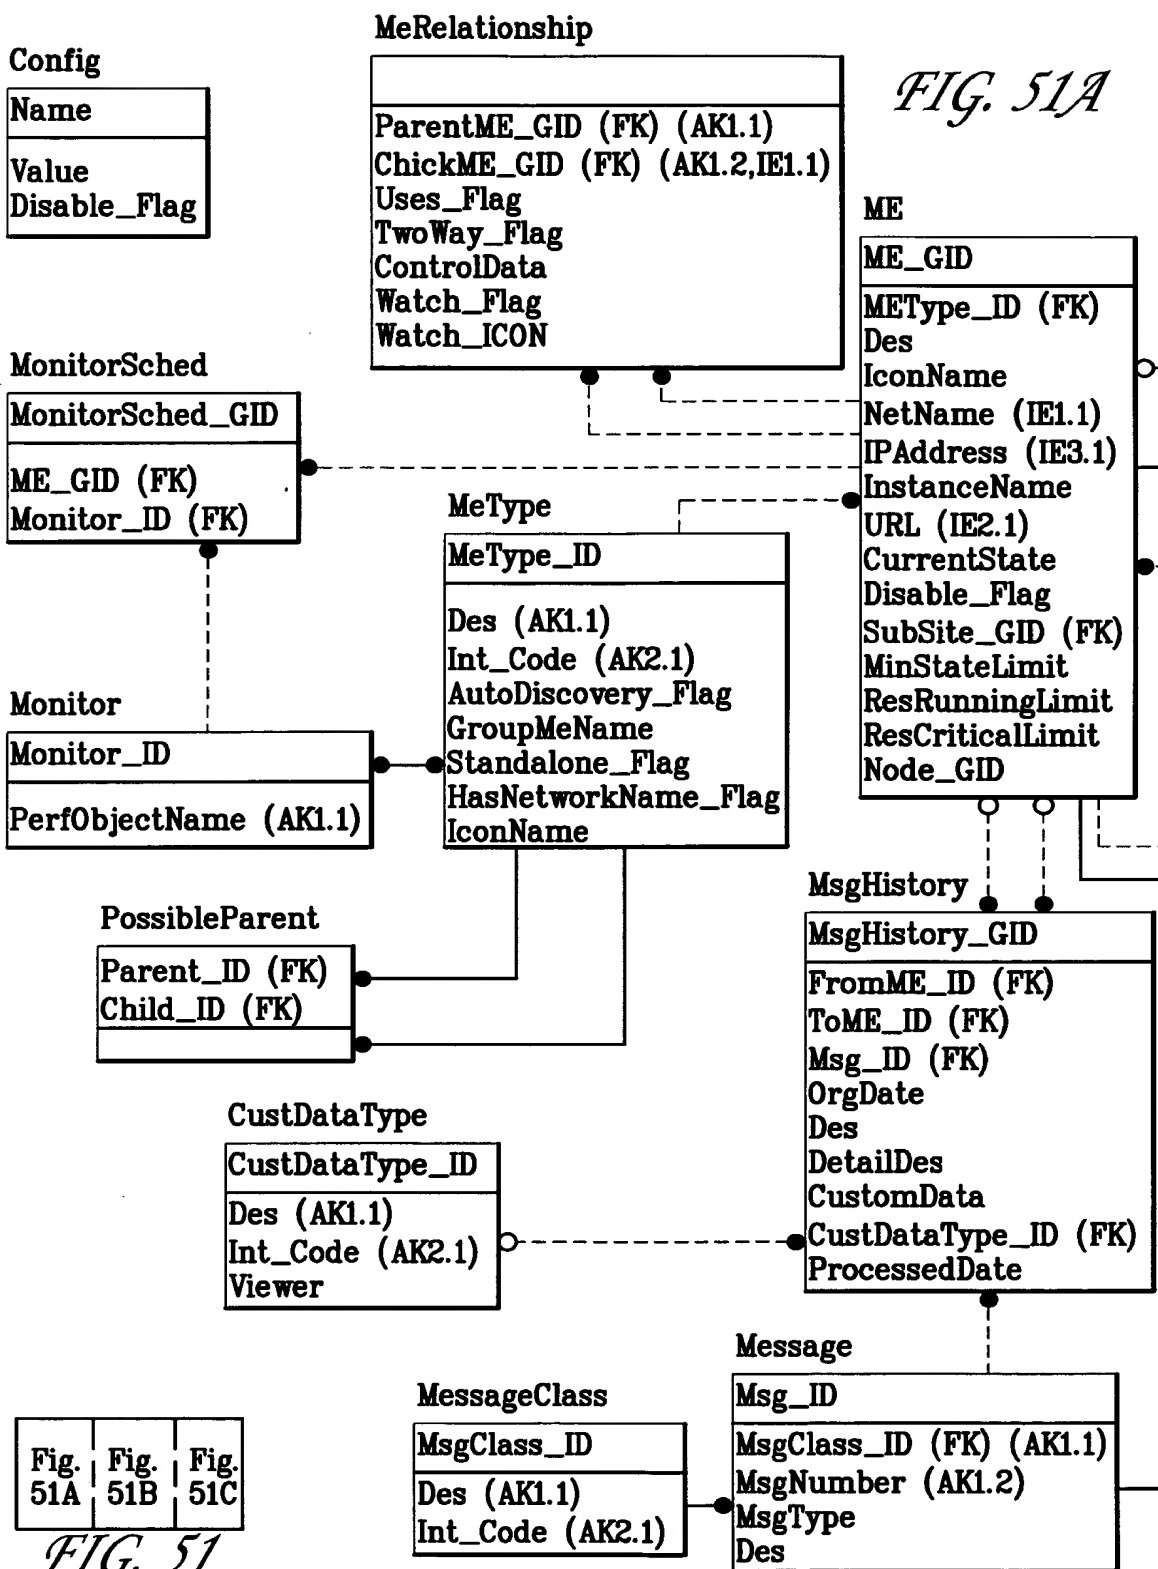 MeRelationship
ParentME_GID (FK) (AK1.1)
ChickME_GID (FK) (AK1.2,IE1.1)
Uses_Flag
TwoWay_Flag
ControlData
Watch_Flag
Watch_ICON
Config
Name
Value
Disable_Flag
FIG. 51A
ME
ME_GID
METype_ID (FK)
Des
IconName
NetName (IE1.1)
IPAddress (IE3.1)
InstanceName
URL (IE2.1)
CurrentState
Disable_Flag
SubSite_GID (FK)
MinStateLimit
ResRunningLimit
ResCriticalLimit
Node_GID
MonitorSched
MonitorSched_GID
ME_GID (FK)
Monitor_ID (FK)
MeType
MeType_ID
Des (AK1.1)
Int_Code (AK2.1)
AutoDiscovery_Flag
GroupMeName
Standalone_Flag
HasNetworkName_Flag
IconName
Monitor
Monitor_ID
PerfObjectName (AK1.1)
PossibleParent
Parent_ID (FK)
Child_ID (FK)
MsgHistory
MsgHistory_GID
FromME_ID (FK)
ToME_ID (FK)
Msg_ID (FK)
OrgDate
Des
DetailDes
CustomData
CustDataType_ID (FK)
ProcessedDate
CustDataType
CustDataType_ID
Des (AK1.1)
Int_Code (AK2.1)
Viewer
Message
Msg_ID
MsgClass_ID (FK) (AK1.1)
MsgNumber (AK1.2)
MsgType
Des
MessageClass
MsgClass_ID
Des (AK1.1)
Int_Code (AK2.1)
Fig. 51A
Fig. 51B
Fig. 51C
FIG. 51